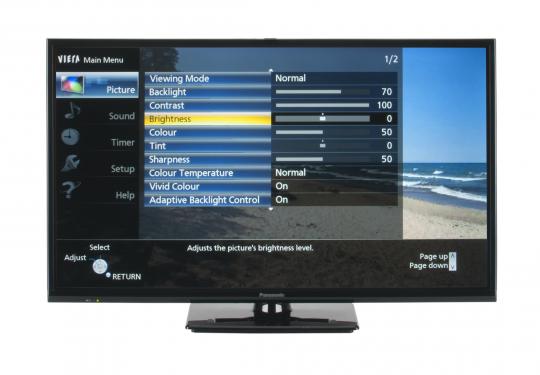 VIERA Main Menu 1/2
Picture
Sound
Timer
Setup
Help
Viewing Mode Normal
Backlight 70
Contrast 100
Brightness 0
Colour 50
Tint 0
Sharpness 50
Colour Temperature Normal
Vivid Colour On
Adaptive Backlight Control On
Select
Adjust
RETURN
Adjusts the picture's brightness level.
Page up
Page down
Panasonic